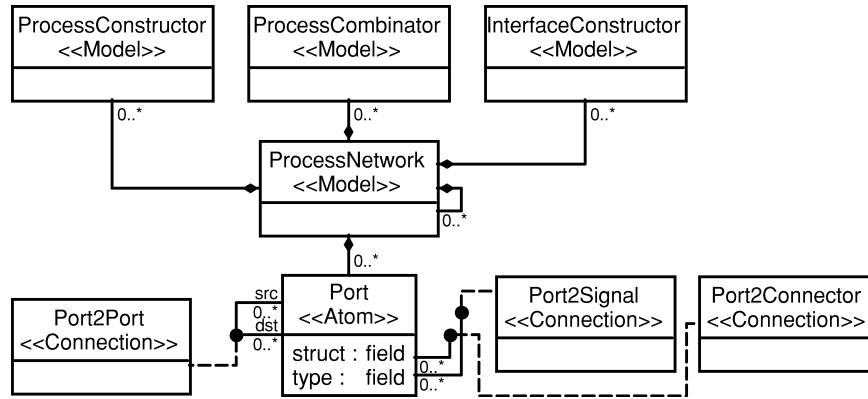 ProcessConstructor
<<Model>>
ProcessCombinator
<<Model>>
InterfaceConstructor
<<Model>>
0..*
0..*
0..*
ProcessNetwork
<<Model>>
0..*
0..*
Port2Port
<<Connection>>
src
0..*
dst
0..*
Port
<<Atom>>
struct : field
type : field
0..*
0..*
Port2Signal
<<Connection>>
Port2Connector
<<Connection>>